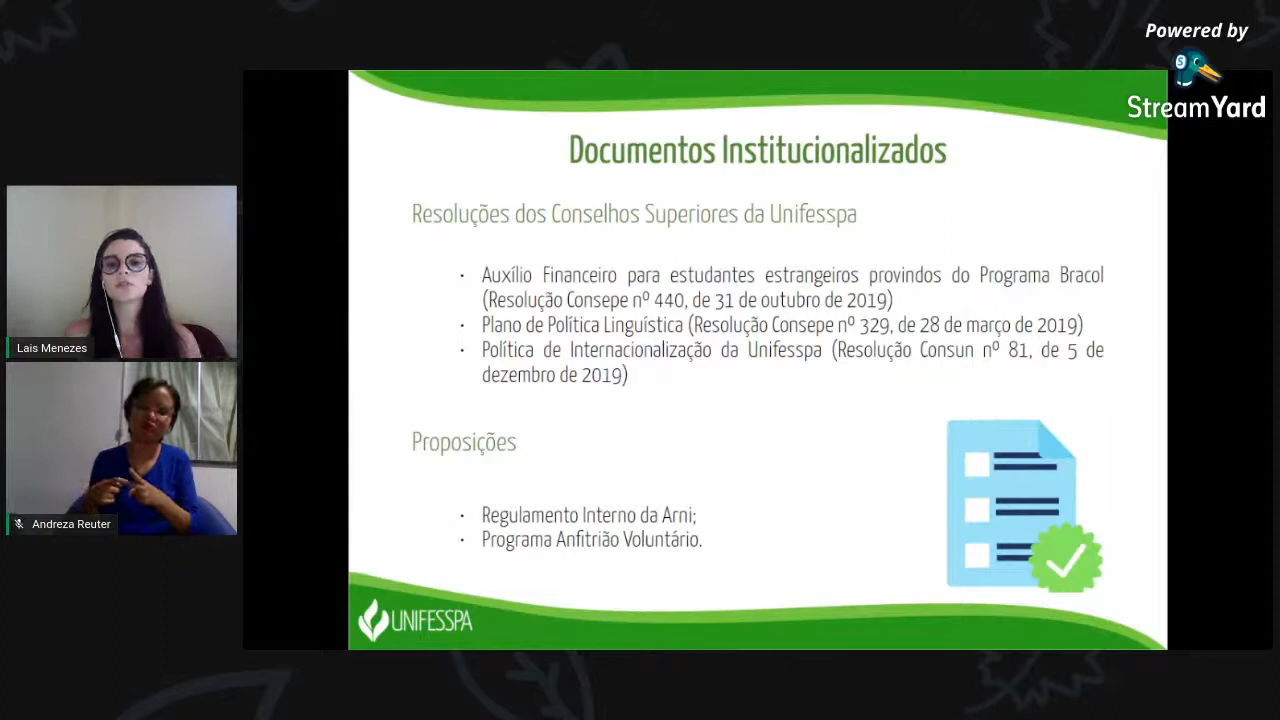 Powered by
StreamYard
Documentos Institucionalizados
Resoluções dos Conselhos Superiores da Unifesspa
· Auxílio Financeiro para estudantes estrangeiros provindos do Programa Bracol
(Resolução Consepe nº 440, de 31 de outubro de 2019)
· Plano de Política Linguística (Resolução Consepe nº 329, de 28 de março de 2019)
· Política de Internacionalização da Unifesspa (Resolução Consun nº 81, de 5 de
dezembro de 2019)
Proposições
· Regulamento Interno da Arni;
· Programa Anfitrião Voluntário.
UNIFESSPA
Lais Menezes
Andreza Reuter